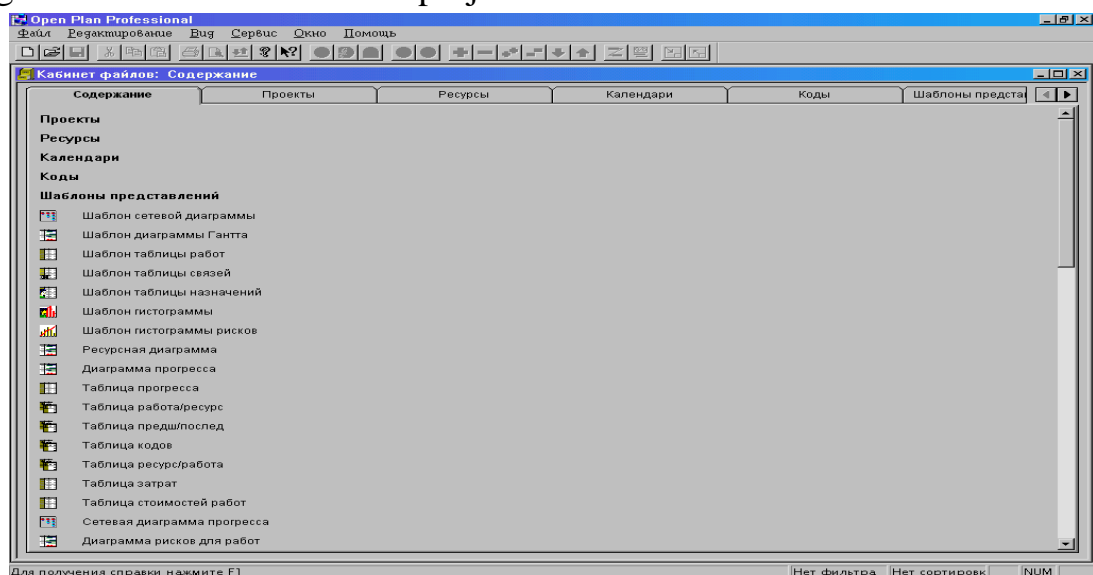 Open Plan Professional
Файл Редактирование Вид Сервис Окно Помощь
Кабинет файлов: Содержание
Содержание Проекты Ресурсы Календари Коды Шаблоны предста
Проекты
Ресурсы
Календари
Коды
Шаблоны представлений
Шаблон сетевой диаграммы
Шаблон диаграммы Гантта
Шаблон таблицы работ
Шаблон таблицы связей
Шаблон таблицы назначений
Шаблон гистограммы
Шаблон гистограммы рисков
Ресурсная диаграмма
Диаграмма прогресса
Таблица прогресса
Таблица работа/ресурс
Таблица предш/послед
Таблица кодов
Таблица ресурс/работа
Таблица затрат
Таблица стоимостей работ
Сетевая диаграмма прогресса
Диаграмма рисков для работ
Для получения справки нажмите F1 Нет фильтра Нет сортировк NUM